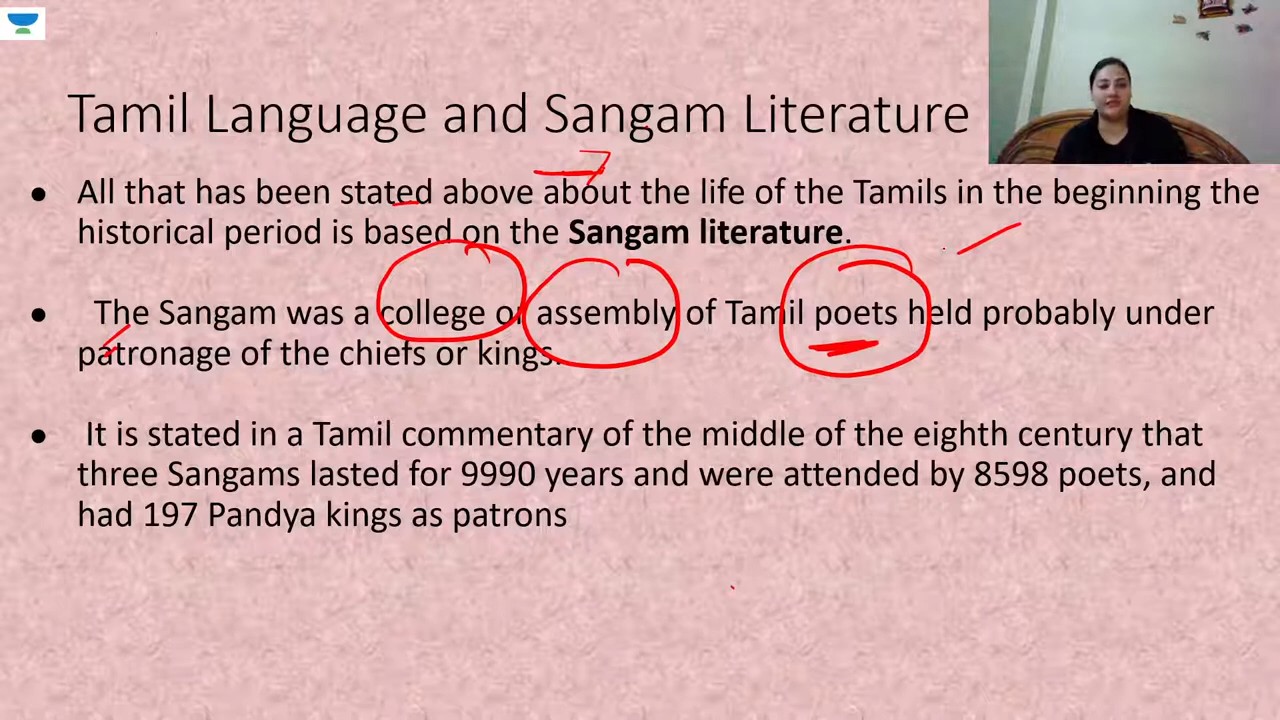 Tamil Language and Sangam Literature
● All that has been stated above about the life of the Tamils in the beginning the
historical period is based on the Sangam literature.
● The Sangam was a college or assembly of Tamil poets held probably under
patronage of the chiefs or kings.
● It is stated in a Tamil commentary of the middle of the eighth century that
three Sangams lasted for 9990 years and were attended by 8598 poets, and
had 197 Pandya kings as patrons